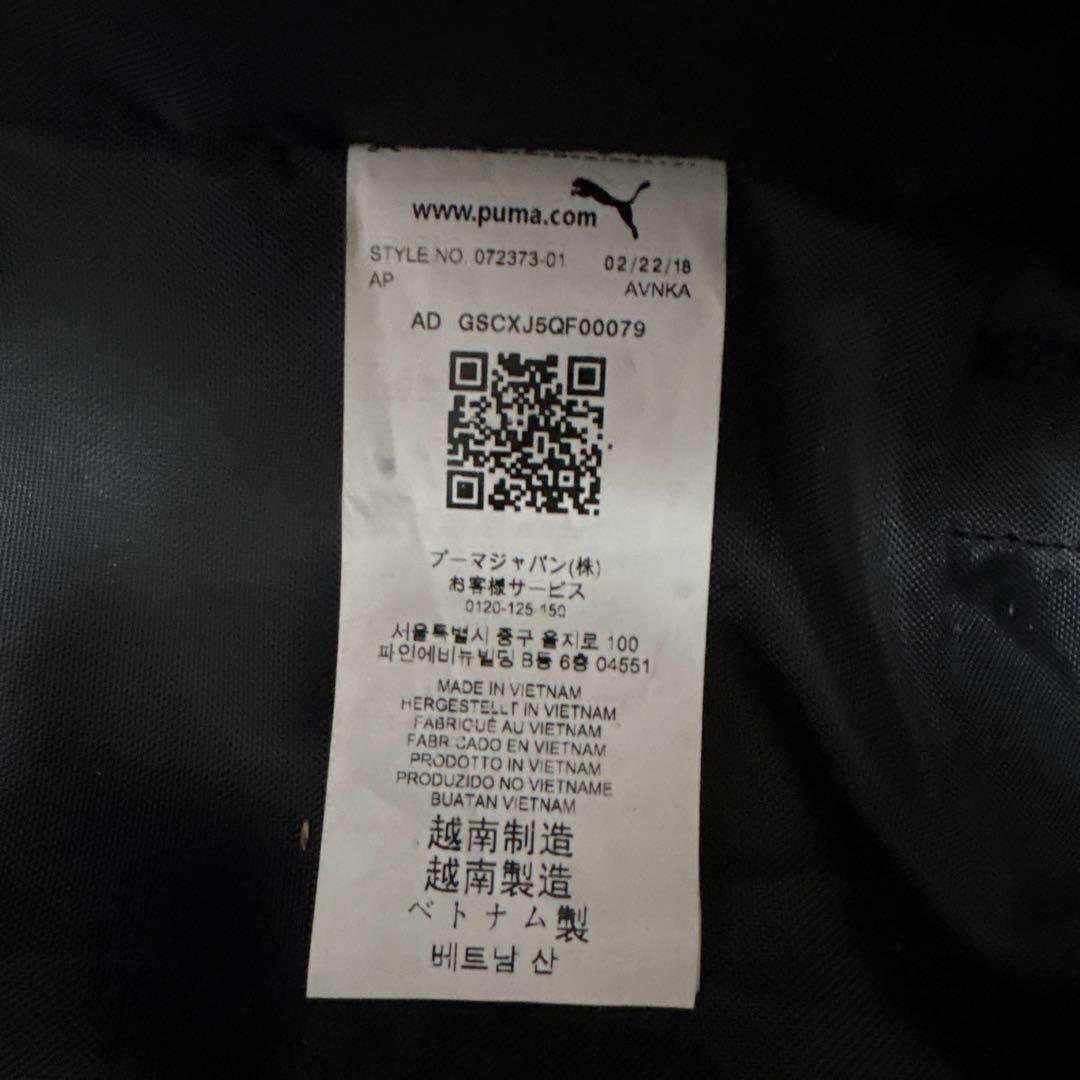 www.puma.com
STYLE NO. 072373-01 02/22/18
AP AVNKA
AD GSCXJ5QF00079
プーマジャパン(株)
お客様サービス
0120-125-150
서울특별시 중구 을지로 100
파인에비뉴빌딩 B동 6층 04551
MADE IN VIETNAM
HERGESTELLT IN VIETNAM
FABRIQUÉ AU VIETNAM
FABRICADO EN VIETNAM
PRODOTTO IN VIETNAM
PRODUZIDO NO VIETNAME
BUATAN VIETNAM
越南制造
越南製造
ベトナム製
베트남 산